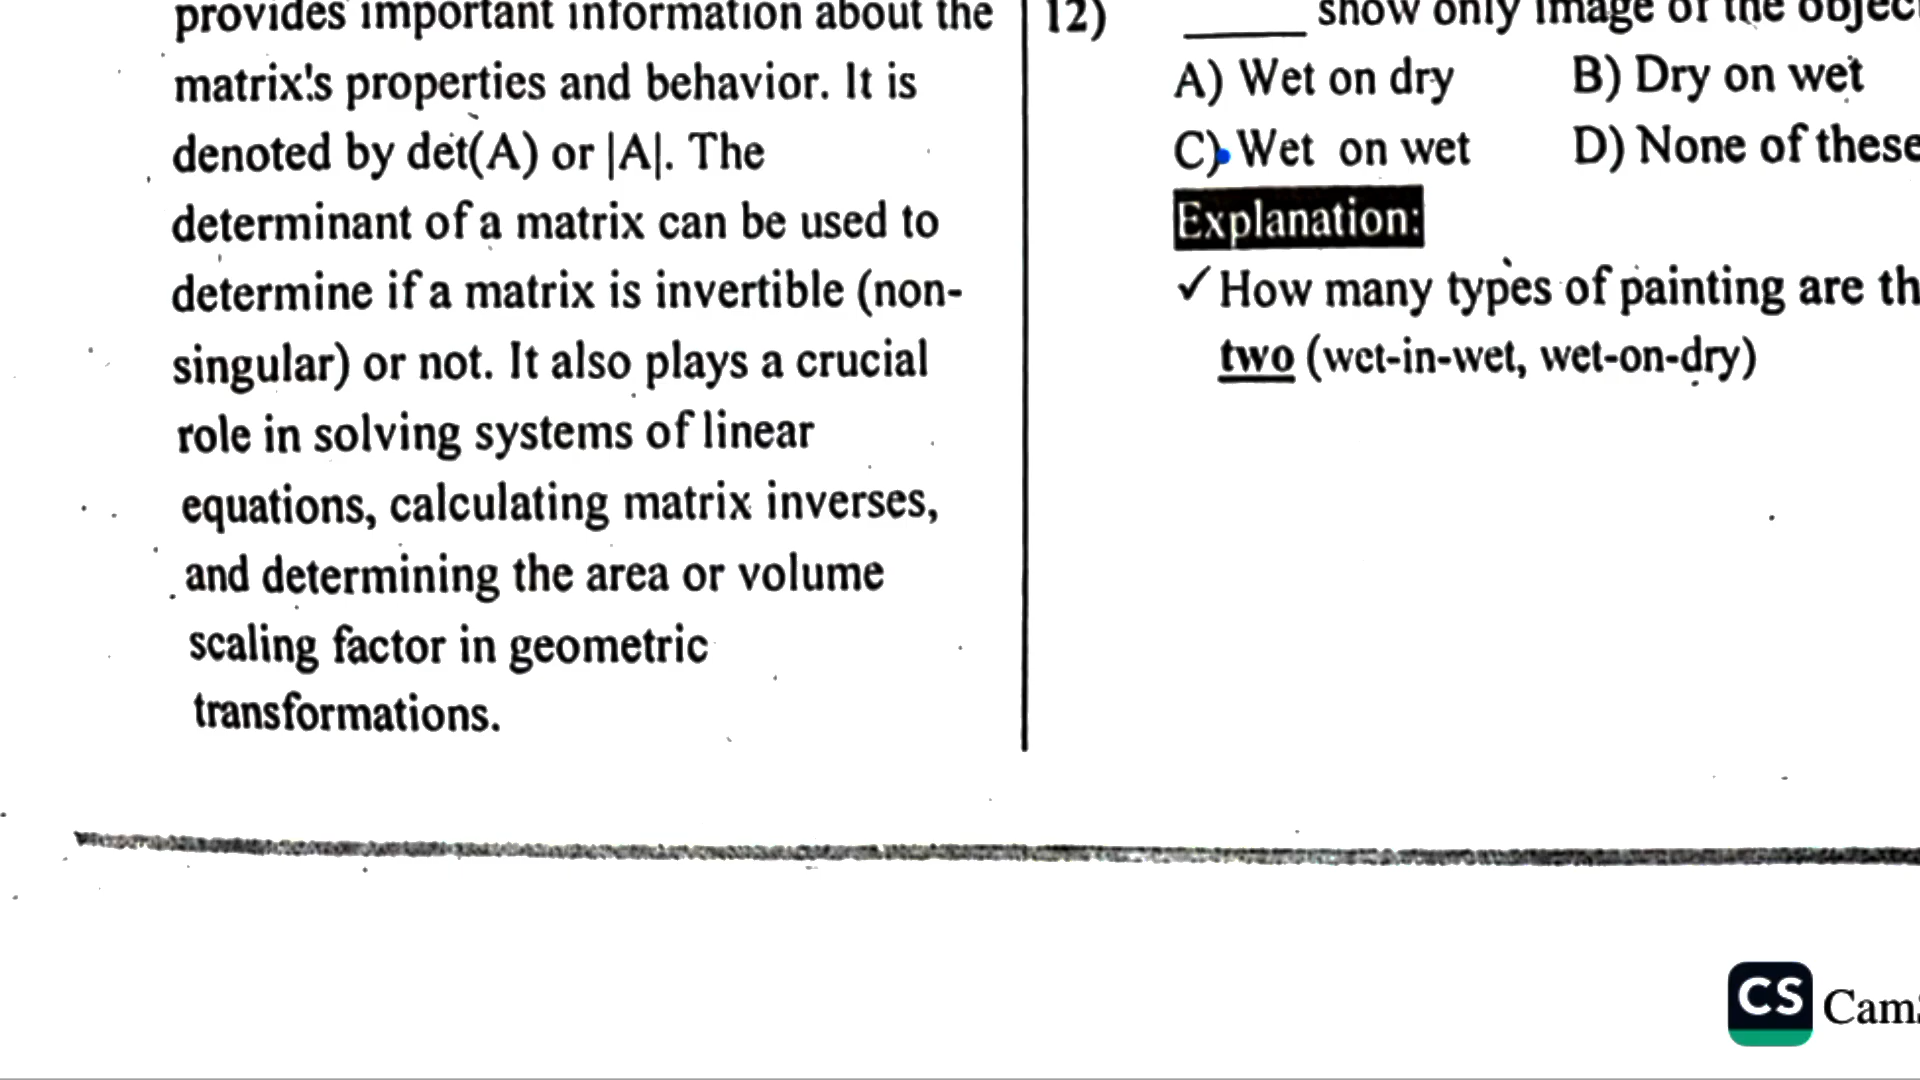 provides important information about the
matrix's properties and behavior. It is
denoted by det(A) or |A|. The
determinant of a matrix can be used to
determine if a matrix is invertible (non-
singular) or not. It also plays a crucial
role in solving systems of linear
equations, calculating matrix inverses,
and determining the area or volume
scaling factor in geometric
transformations.
12) _____ show only image of the objec
A) Wet on dry B) Dry on wet
C) Wet on wet D) None of these
Explanation:
✓How many types of painting are th
two (wet-in-wet, wet-on-dry)
CS Cam